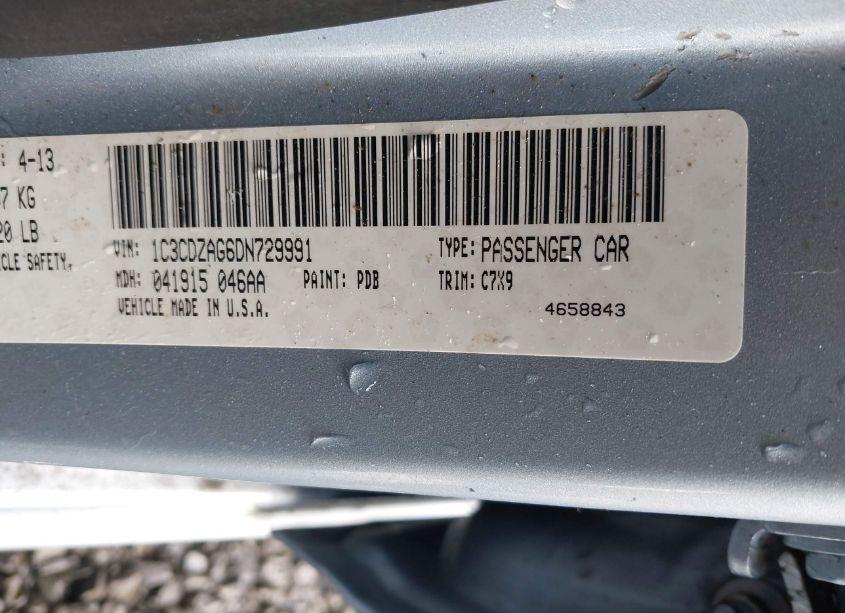 : 4-13
7 KG
20 LB
CLE SAFETY,
VIN: 1C3CDZAG6DN729991 TYPE: PASSENGER CAR
MDH: 041915 046AA PAINT: PDB TRIM: C7X9
VEHICLE MADE IN U.S.A. 4658843